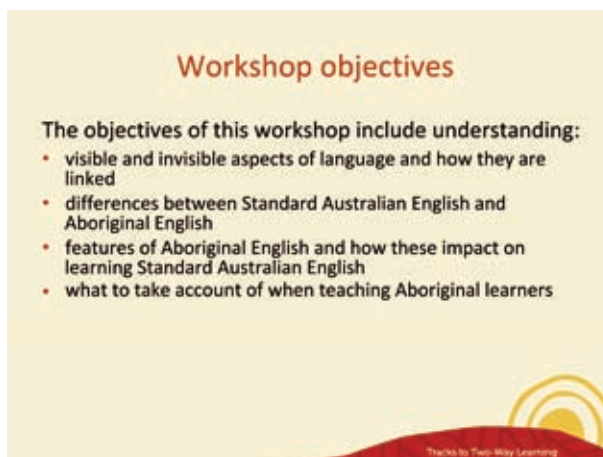 Workshop objectives
The objectives of this workshop include understanding:
• visible and invisible aspects of language and how they are
linked
• differences between Standard Australian English and
Aboriginal English
• features of Aboriginal English and how these impact on
learning Standard Australian English
• what to take account of when teaching Aboriginal learners
Tracks to Two-Way Learning